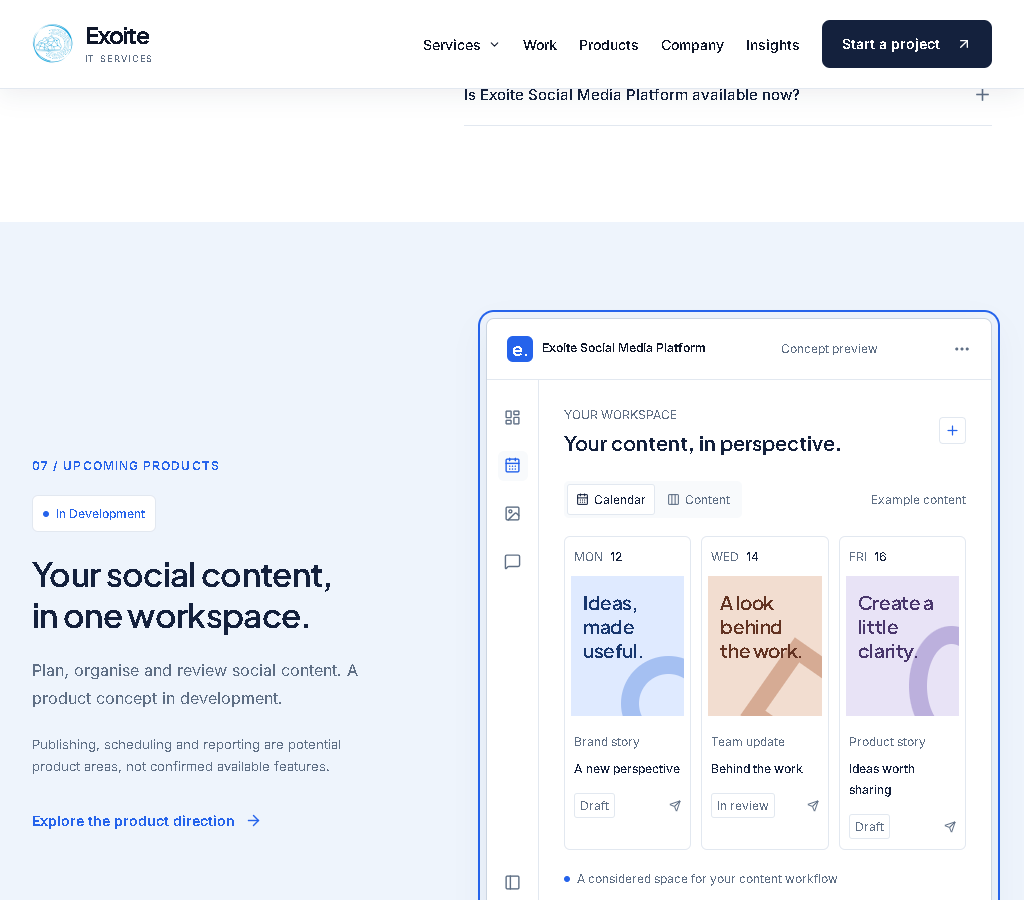 Exoite
IT SERVICES
Services
Work
Products
Company
Insights
Start a project
Is Exoite Social Media Platform available now?
07 / UPCOMING PRODUCTS
In Development
Your social content,
in one workspace.
Plan, organise and review social content. A
product concept in development.
Publishing, scheduling and reporting are potential
product areas, not confirmed available features.
Explore the product direction
e.
Exoite Social Media Platform
Concept preview
YOUR WORKSPACE
Your content, in perspective.
Calendar
Content
Example content
MON 12
Ideas,
made
useful.
Brand story
A new perspective
Draft
WED 14
A look
behind
the work.
Team update
Behind the work
In review
FRI 16
Create a
little
clarity.
Product story
Ideas worth
sharing
Draft
A considered space for your content workflow